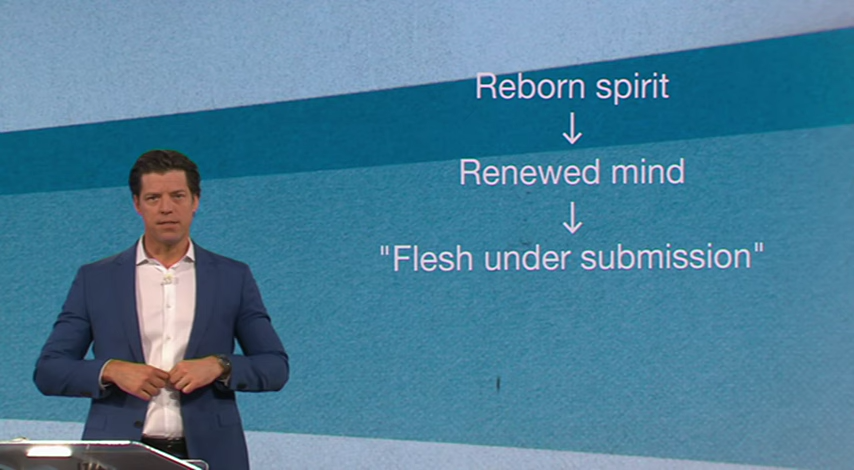 Reborn spirit
↓
Renewed mind
↓
"Flesh under submission"